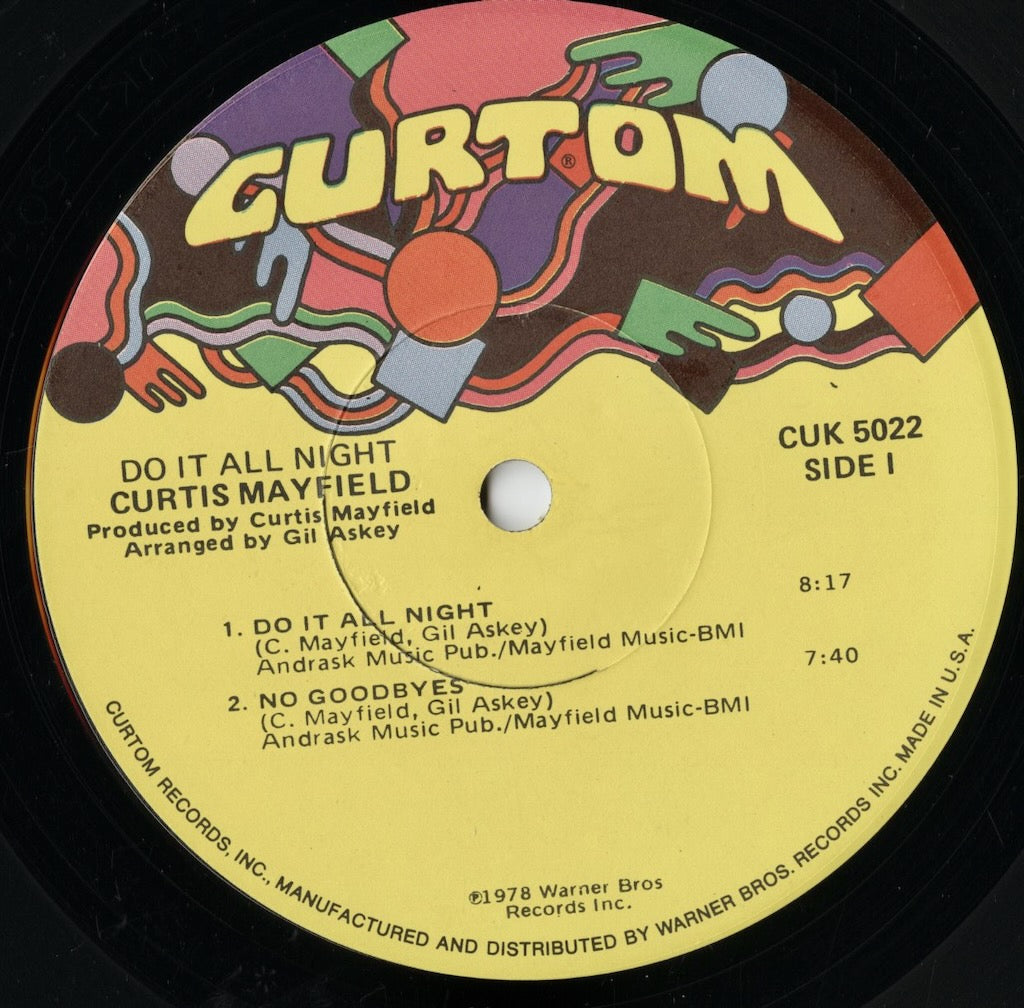 CURTOM®
DO IT ALL NIGHT
CURTIS MAYFIELD
Produced by Curtis Mayfield
Arranged by Gil Askey
CUK 5022
SIDE I
1. DO IT ALL NIGHT 8:17
(C. Mayfield, Gil Askey)
Andrask Music Pub./Mayfield Music-BMI
2. NO GOODBYES 7:40
(C. Mayfield, Gil Askey)
Andrask Music Pub./Mayfield Music-BMI
℗1978 Warner Bros
Records Inc.
CURTOM RECORDS, INC., MANUFACTURED AND DISTRIBUTED BY WARNER BROS. RECORDS INC. MADE IN U.S.A.